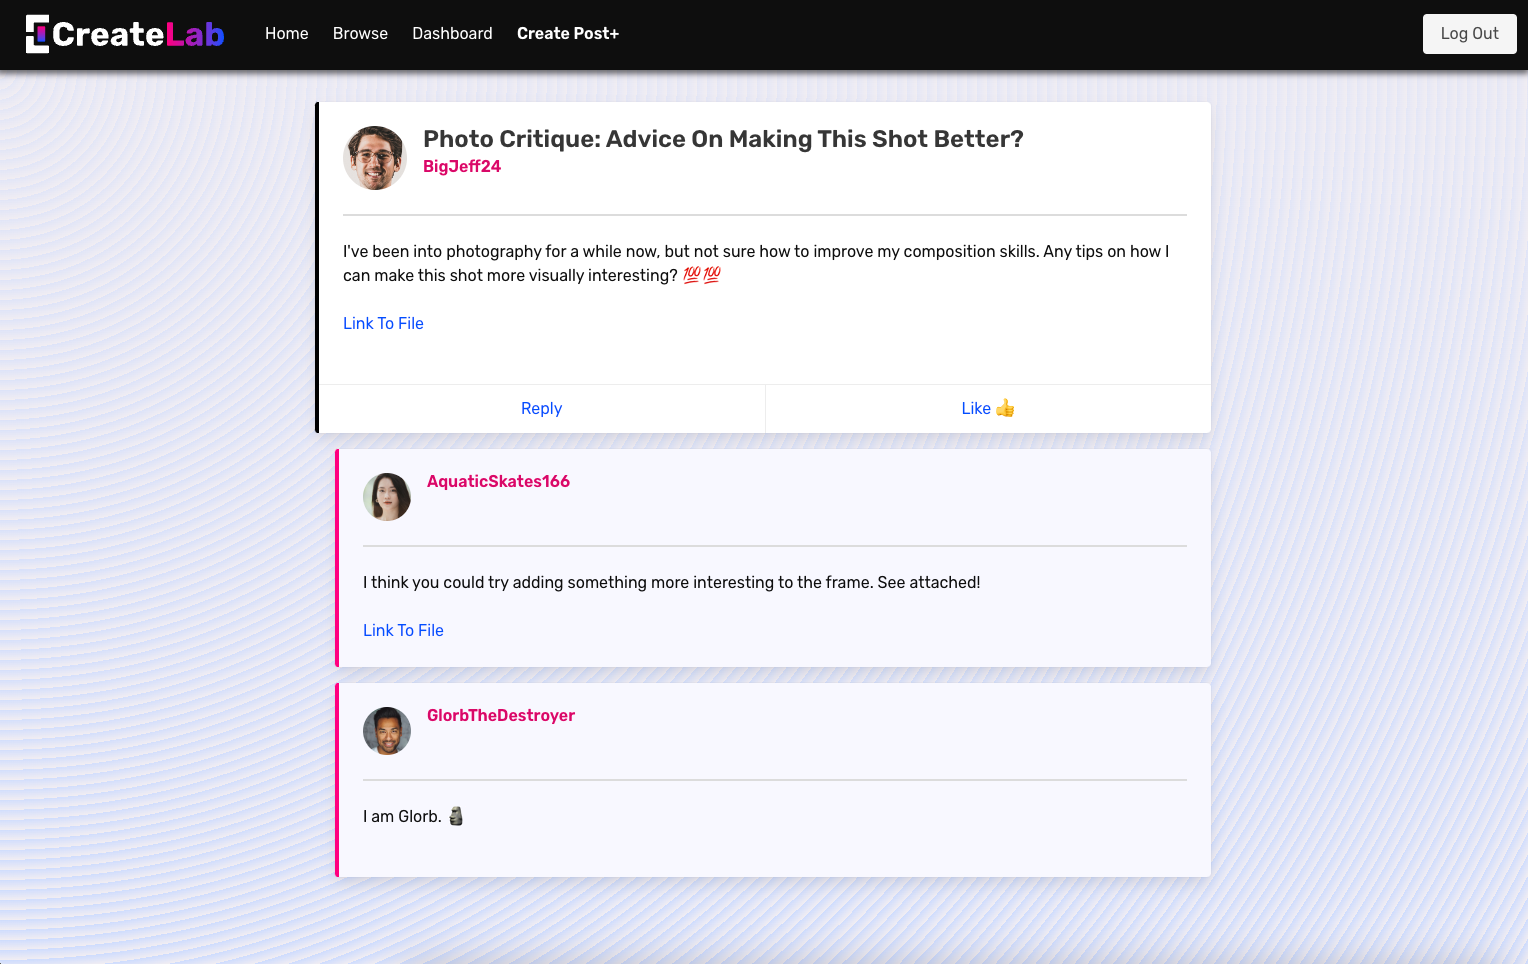 CreateLab
Home
Browse
Dashboard
Create Post+
Log Out
Photo Critique: Advice On Making This Shot Better?
BigJeff24
I've been into photography for a while now, but not sure how to improve my composition skills. Any tips on how I
can make this shot more visually interesting? 💯💯
Link To File
Reply
Like 👍
AquaticSkates166
I think you could try adding something more interesting to the frame. See attached!
Link To File
GlorbTheDestroyer
I am Glorb. 🗿